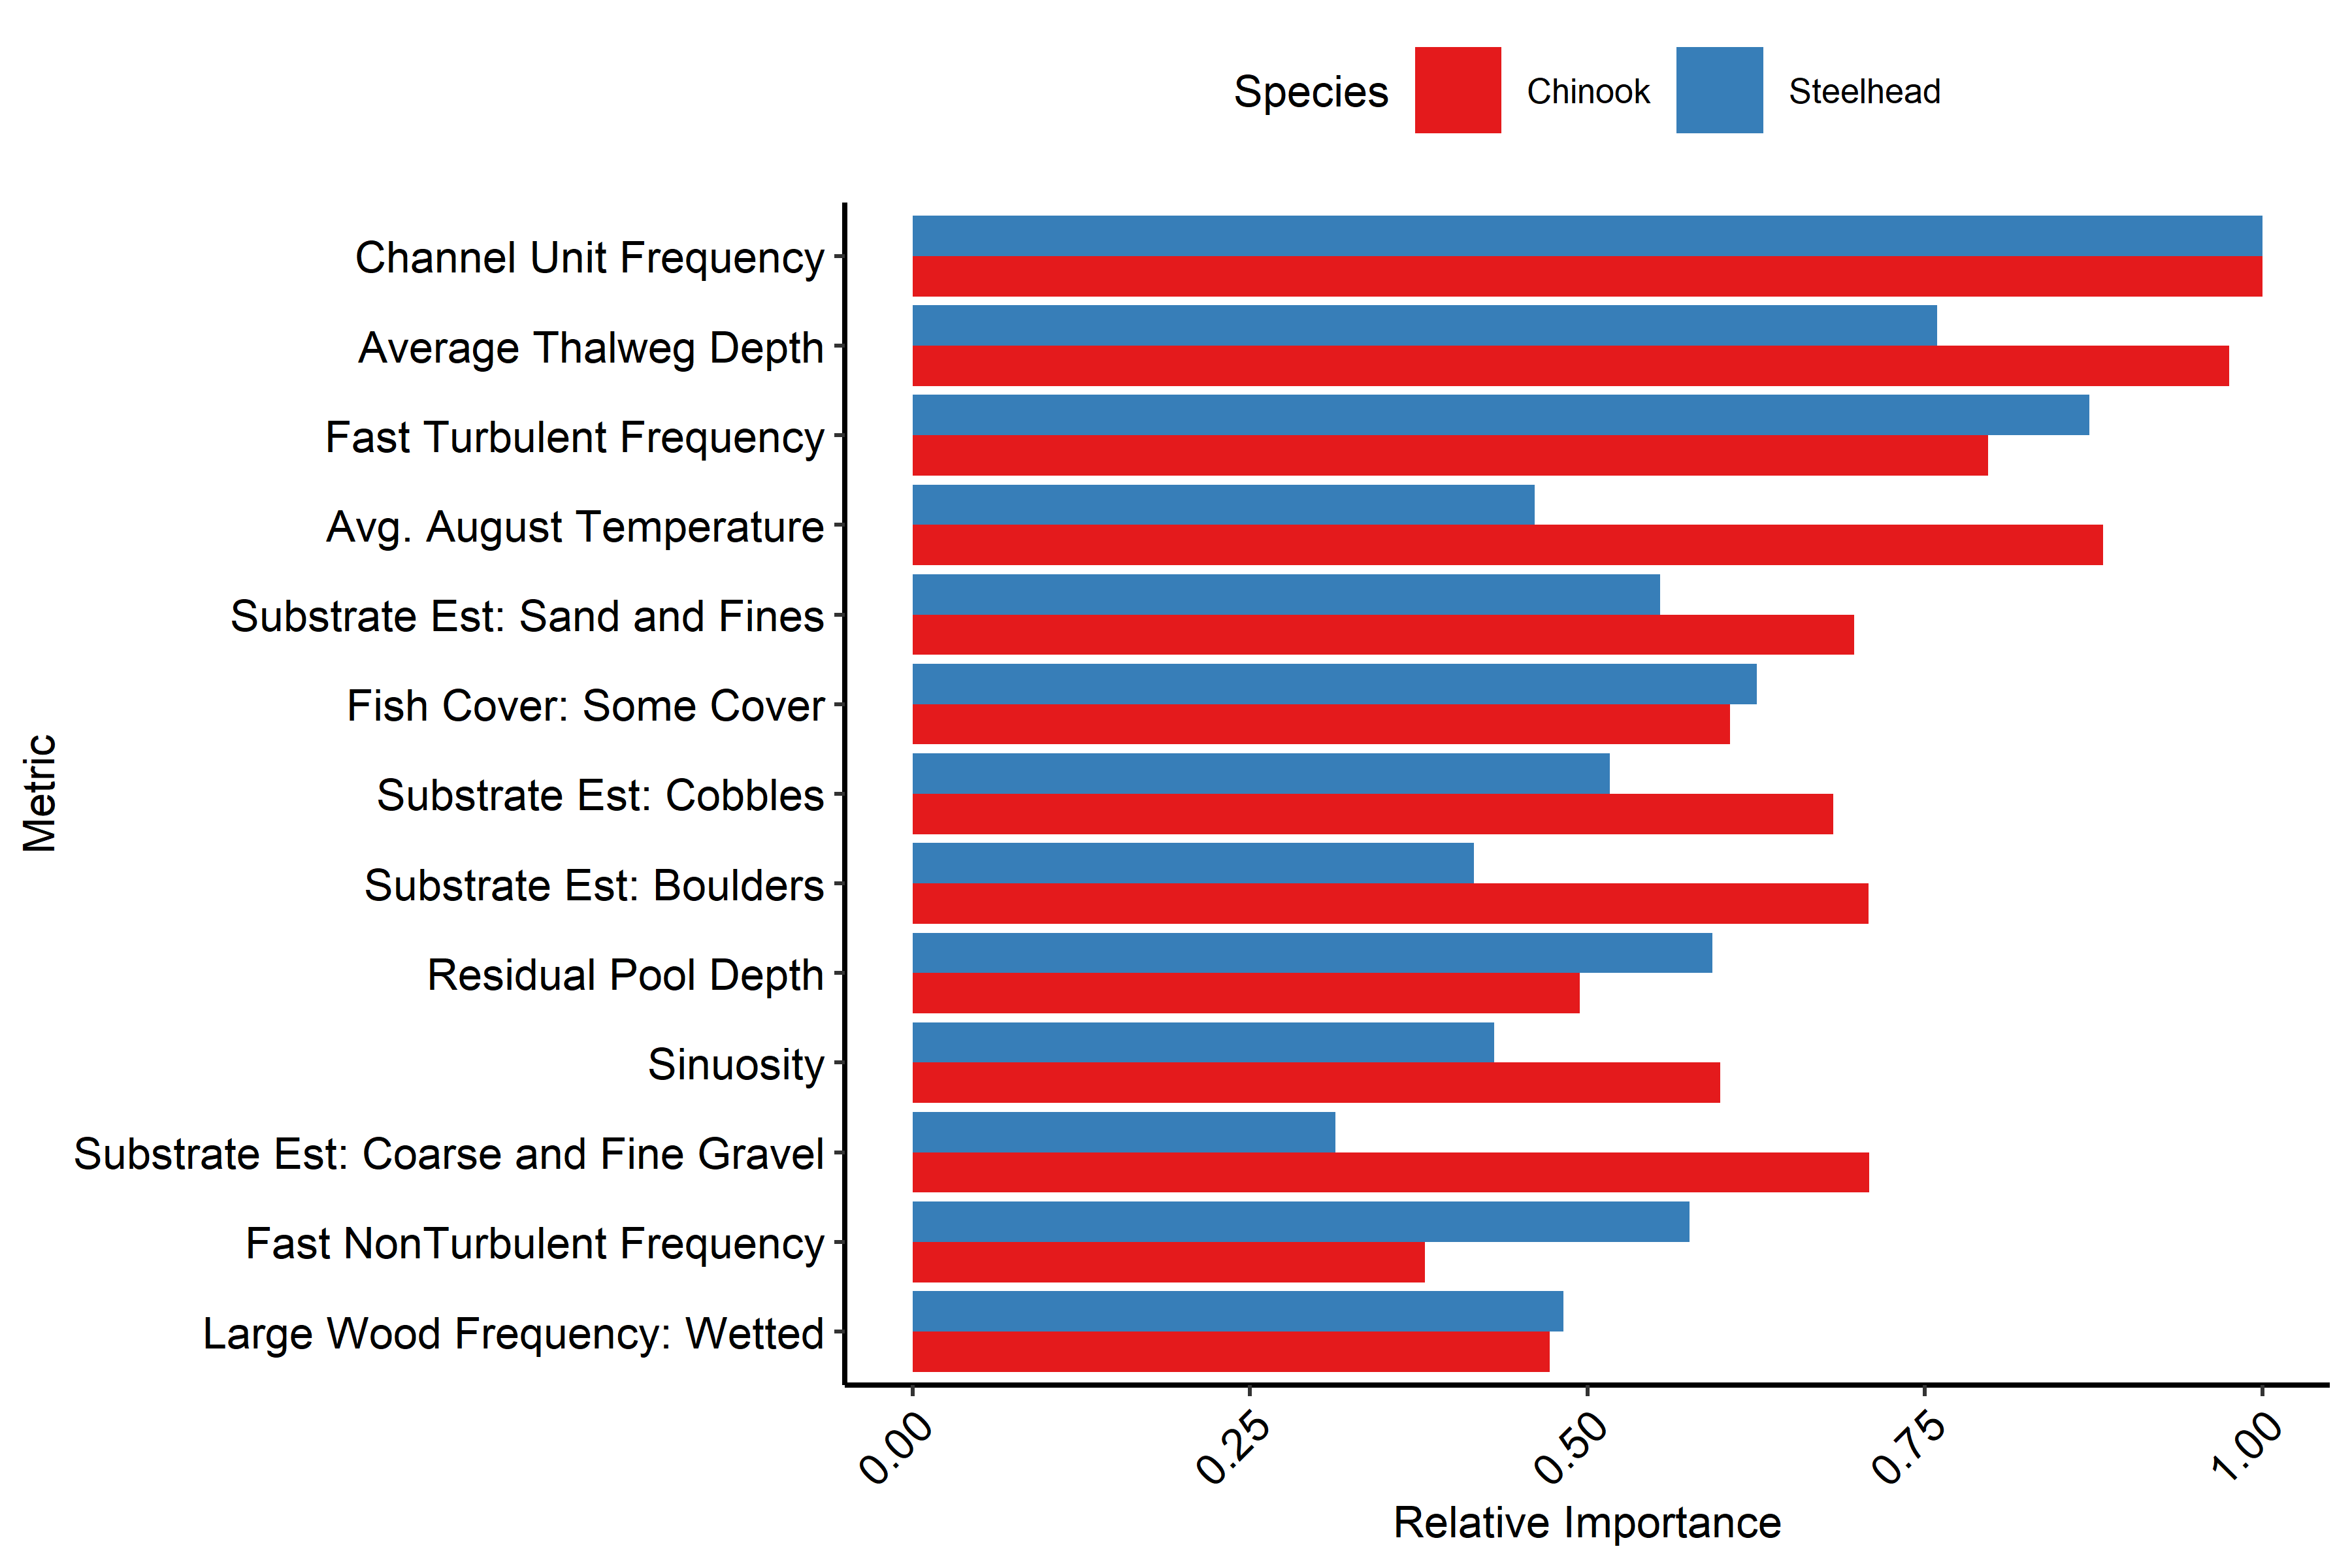 Species Chinook Steelhead
Channel Unit Frequency
Average Thalweg Depth
Fast Turbulent Frequency
Avg. August Temperature
Substrate Est: Sand and Fines
Fish Cover: Some Cover
Substrate Est: Cobbles
Substrate Est: Boulders
Residual Pool Depth
Sinuosity
Substrate Est: Coarse and Fine Gravel
Fast NonTurbulent Frequency
Large Wood Frequency: Wetted
Metric
0.00 0.25 0.50 0.75 1.00
Relative Importance